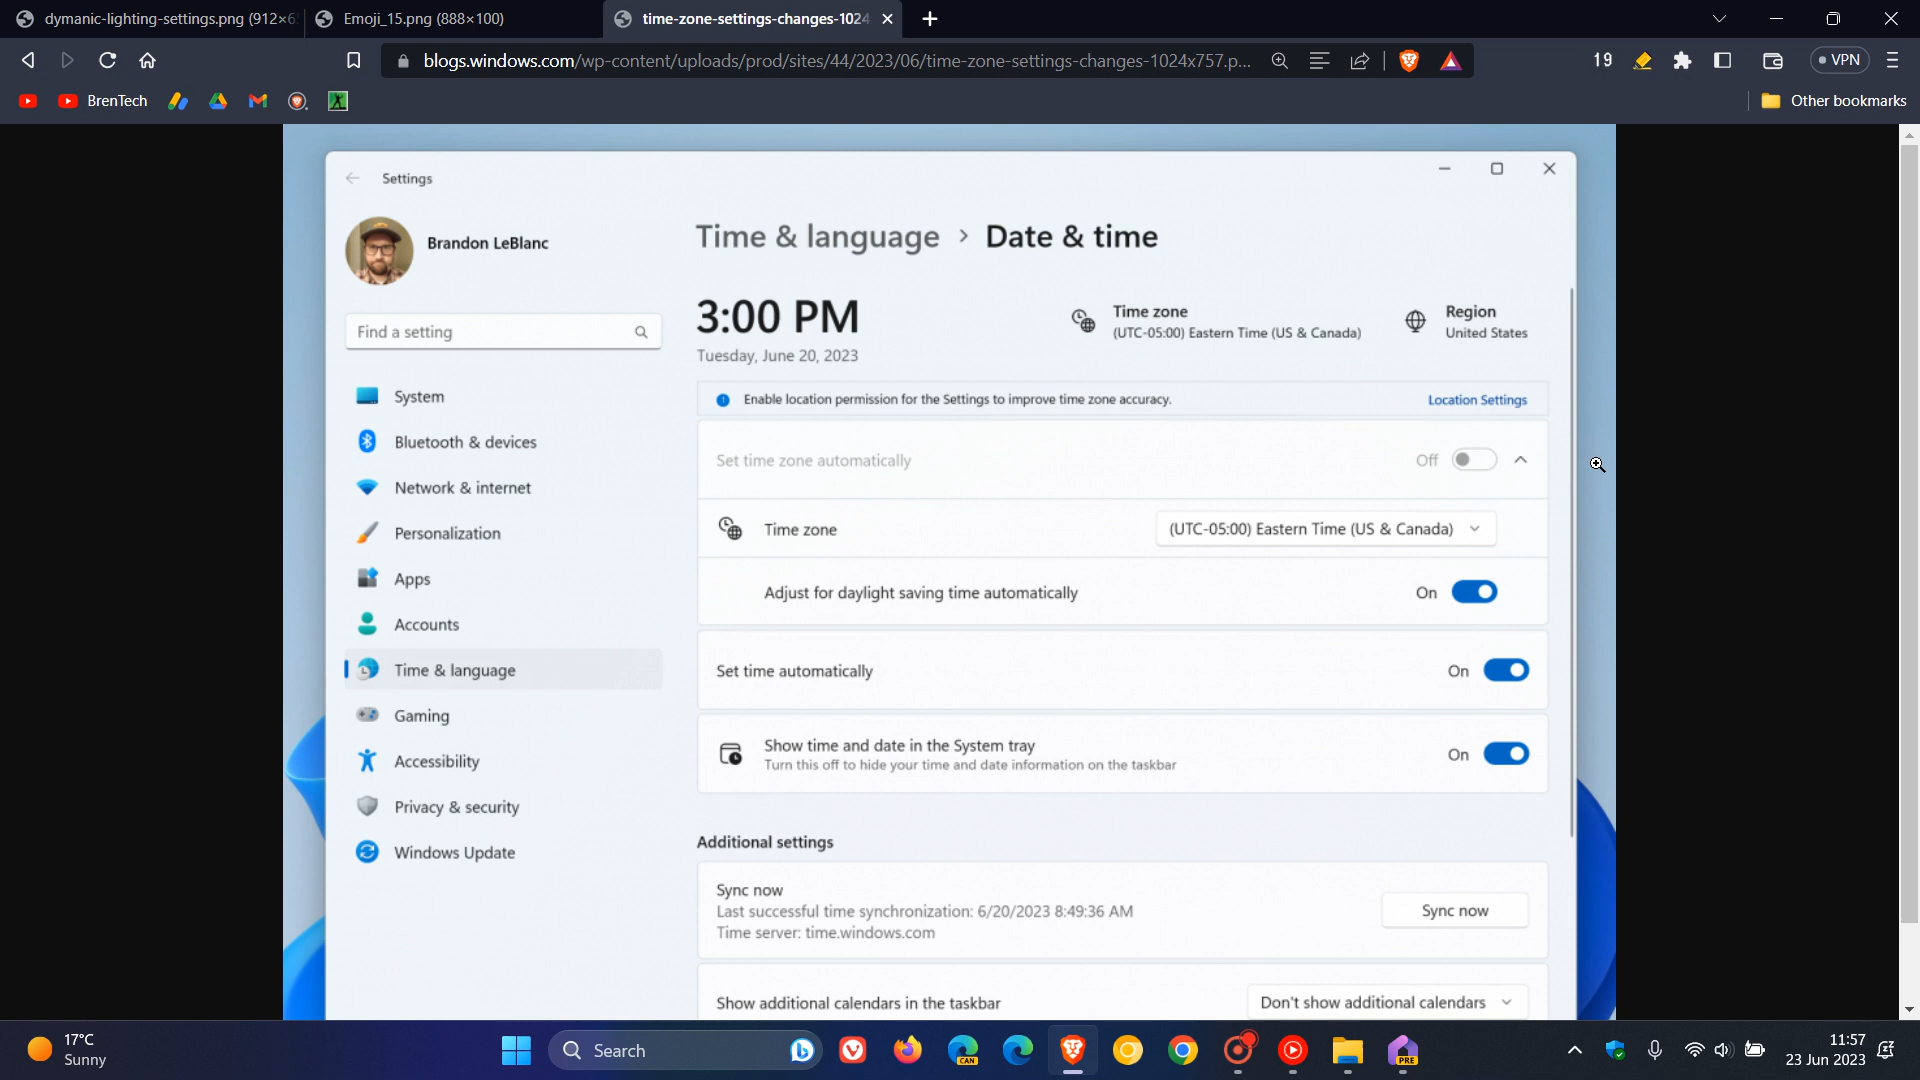 dymanic-lighting-settings.png (912×6
Emoji_15.png (888×100)
time-zone-settings-changes-1024
blogs.windows.com/wp-content/uploads/prod/sites/44/2023/06/time-zone-settings-changes-1024x757.p...
19
VPN
BrenTech
Other bookmarks
Settings
Brandon LeBlanc
Find a setting
System
Bluetooth & devices
Network & internet
Personalization
Apps
Accounts
Time & language
Gaming
Accessibility
Privacy & security
Windows Update
Time & language > Date & time
3:00 PM
Tuesday, June 20, 2023
Time zone
(UTC-05:00) Eastern Time (US & Canada)
Region
United States
Enable location permission for the Settings to improve time zone accuracy.
Location Settings
Set time zone automatically
Off
Time zone
(UTC-05:00) Eastern Time (US & Canada)
Adjust for daylight saving time automatically
On
Set time automatically
On
Show time and date in the System tray
Turn this off to hide your time and date information on the taskbar
On
Additional settings
Sync now
Last successful time synchronization: 6/20/2023 8:49:36 AM
Time server: time.windows.com
Sync now
Show additional calendars in the taskbar
Don't show additional calendars
17°C
Sunny
Search
CAN
PRE
11:57
23 Jun 2023